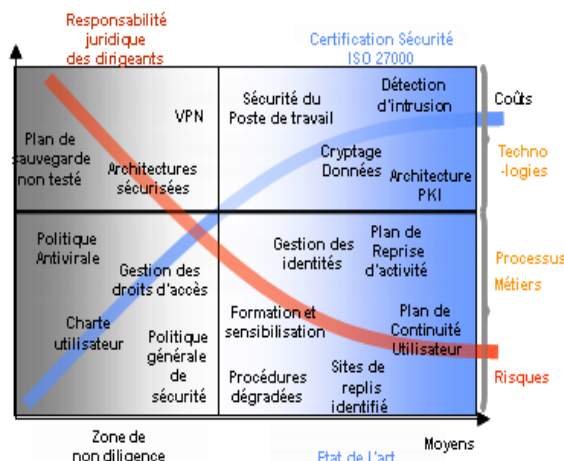 Responsabilité
juridique
des dirigeants
Certification Sécurité
ISO 27000
VPN
Plan de
sauvegarde
non testé
Architectures
sécurisées
Sécurité du
Poste de travail
Détection
d'intrusion
Cryptage
Données
Architecture
PKI
Coûts
Techno
-logies
Politique
Antivirale
Gestion des
droits d'accès
Charte
utilisateur
Politique
générale
de
sécurité
Gestion des
identités
Plan de
Reprise
d'activité
Formation et
sensibilisation
Plan de
Continuité
Utilisateur
Procédures
dégradées
Sites de
replis
identifié
Processus
Métiers
Risques
Zone de
non diligence
Etat de l'art
Moyens